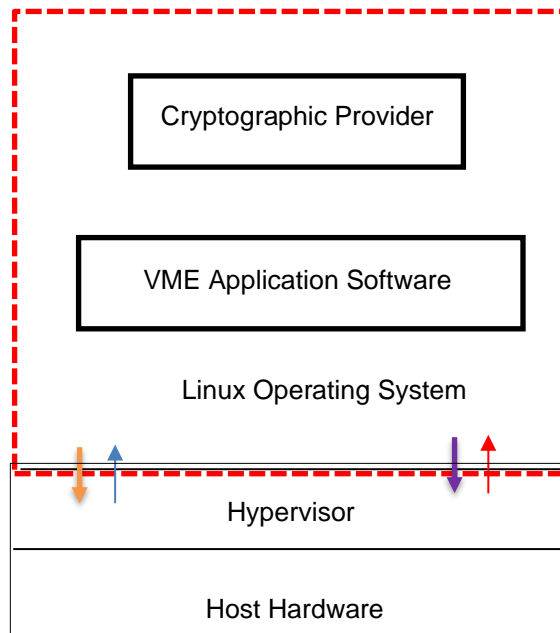 Cryptographic Provider
VME Application Software
Linux Operating System
Hypervisor
Host Hardware